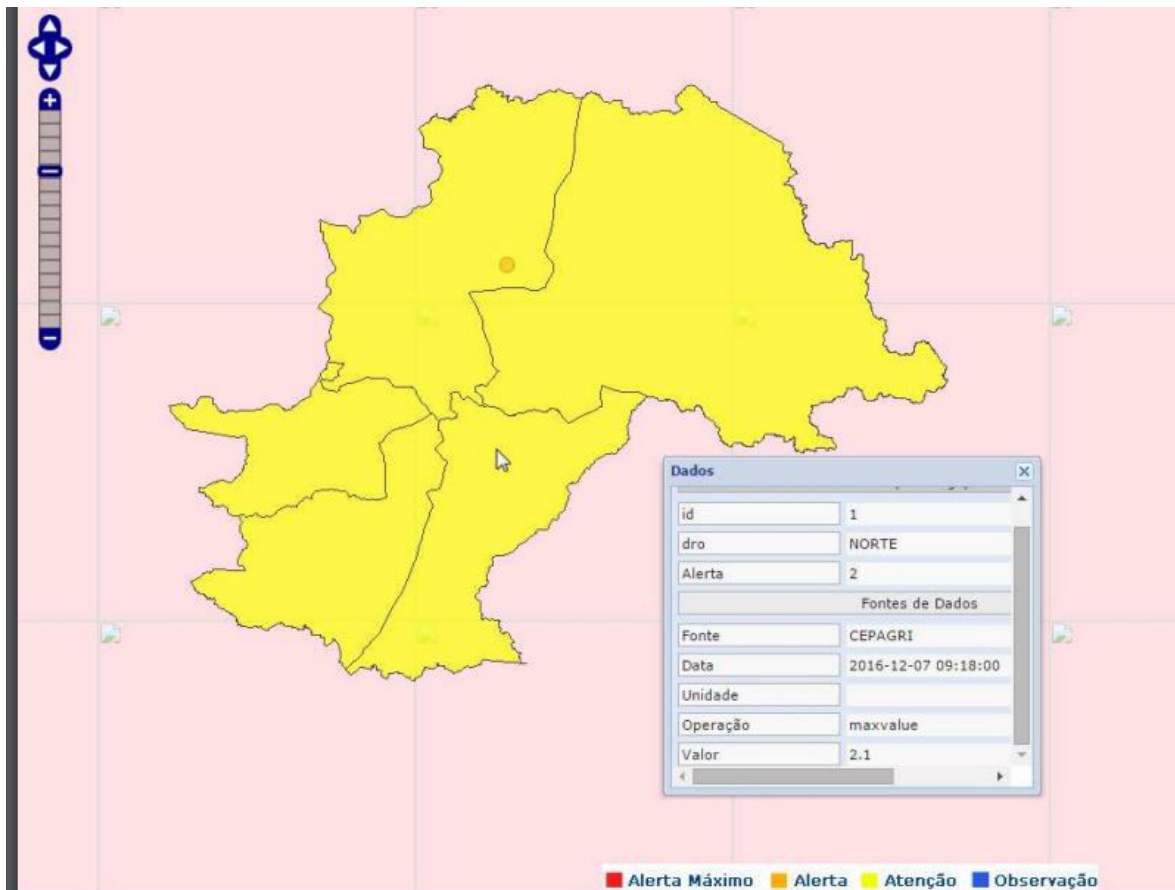 Dados
id 1
dro NORTE
Alerta 2
Fontes de Dados
Fonte CEPAGRI
Data 2016-12-07 09:18:00
Unidade
Operação maxvalue
Valor 2.1
Alerta Máximo Alerta Atenção Observação